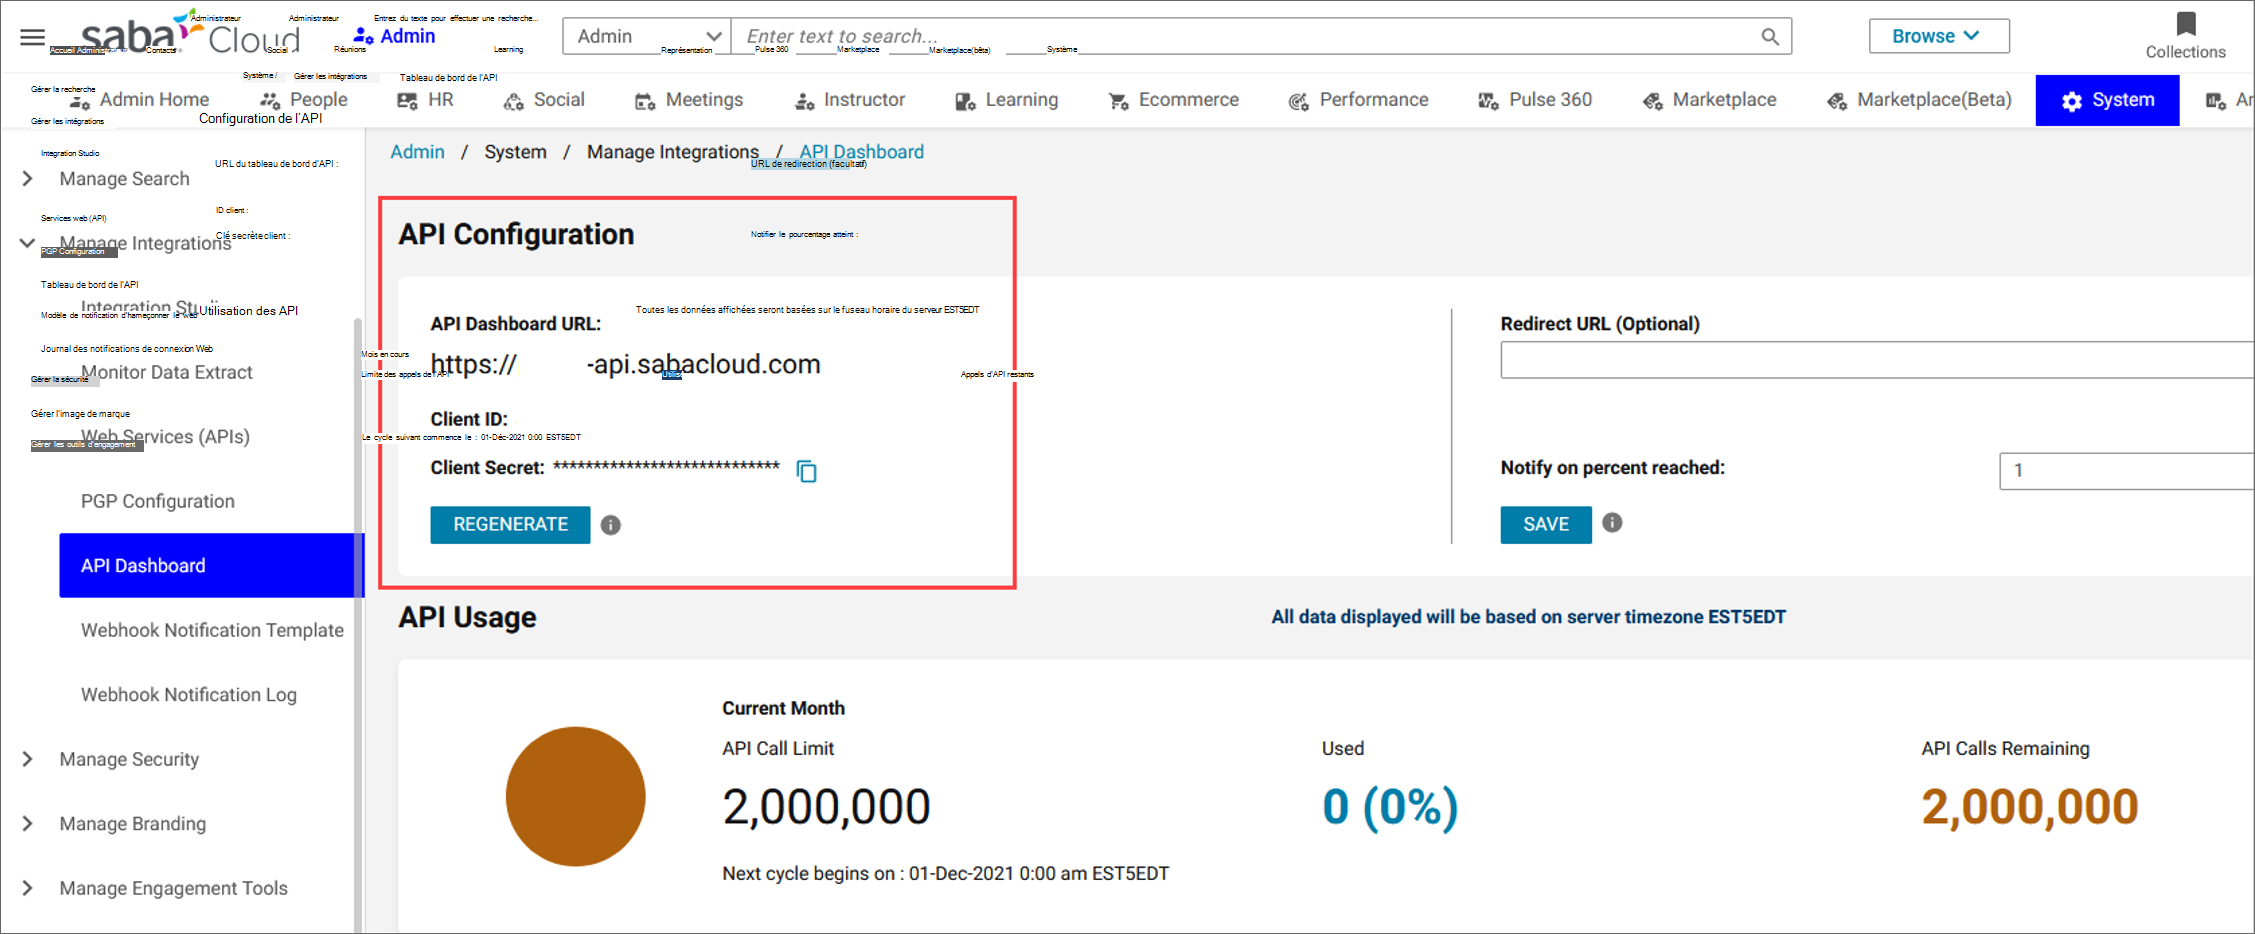 Administrateur
Administrateur
Entrez du texte pour effectuer une recherche...
saba Cloud
Admin
Admin
Enter text to search...
Browse
Collections
Contacts
Social
Réunions
Learning
Représentation
Pulse 360
Marketplace
Marketplace(bêta)
Système
Système /
Gérer les intégrations
Tableau de bord de l'API
Gérer la recherche
Admin Home
People
HR
Social
Meetings
Instructor
Learning
Ecommerce
Performance
Pulse 360
Marketplace
Marketplace(Beta)
System
Gérer les intégrations
Configuration de l'API
Admin / System / Manage Integrations / API Dashboard
Integration Studio
URL du tableau de bord d'API :
URL de redirection (facultatif)
Manage Search
ID client :
Services web (API)
Clé secrète client :
Manage Integrations
PGP Configuration
API Configuration
Notifier le pourcentage atteint :
Tableau de bord de l'API
Utilisation des API
Modèle de notification d'hameçonner le web
Toutes les données affichées seront basées sur le fuseau horaire du serveur EST5EDT
API Dashboard URL:
Redirect URL (Optional)
Journal des notifications de connexion Web
Mois en cours
https:// -api.sabacloud.com
Monitor Data Extract
Gérer la sécurité
Limite des appels de l'API
Appels d'API restants
Gérer l'image de marque
Client ID:
Web Services (APIs)
Gérer les outils d'engagement
Le cycle suivant commence le : 01-Déc-2021 0:00 EST5EDT
Client Secret: ****************************
Notify on percent reached:
1
PGP Configuration
REGENERATE
SAVE
API Dashboard
API Usage
All data displayed will be based on server timezone EST5EDT
Webhook Notification Template
Webhook Notification Log
Current Month
API Call Limit
Used
API Calls Remaining
Manage Security
2,000,000
0 (0%)
2,000,000
Manage Branding
Next cycle begins on : 01-Dec-2021 0:00 am EST5EDT
Manage Engagement Tools